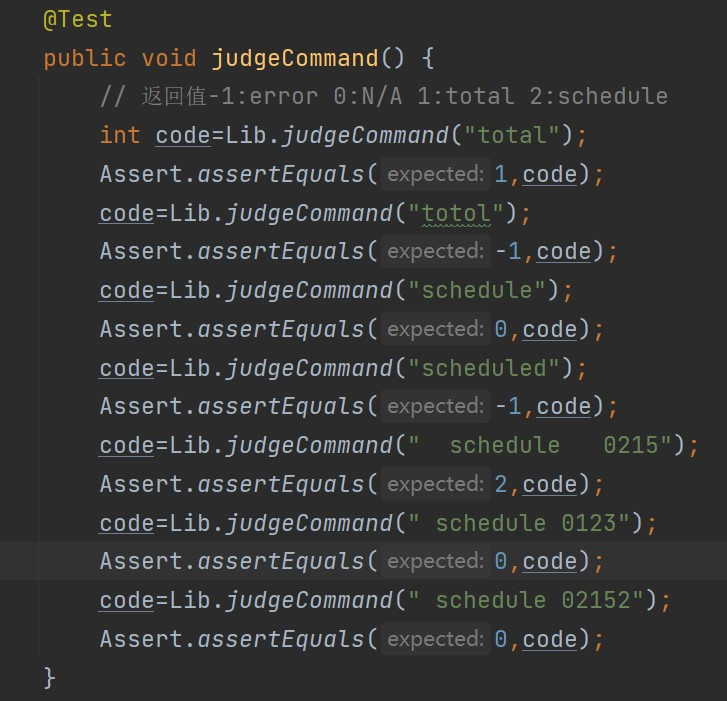 @Test
public void judgeCommand() {
// 返回值-1:error 0:N/A 1:total 2:schedule
int code=Lib.judgeCommand("total");
Assert.assertEquals( expected: 1,code);
code=Lib.judgeCommand("totol");
Assert.assertEquals( expected: -1,code);
code=Lib.judgeCommand("schedule");
Assert.assertEquals( expected: 0,code);
code=Lib.judgeCommand("scheduled");
Assert.assertEquals( expected: -1,code);
code=Lib.judgeCommand("  schedule   0215");
Assert.assertEquals( expected: 2,code);
code=Lib.judgeCommand(" schedule 0123");
Assert.assertEquals( expected: 0,code);
code=Lib.judgeCommand(" schedule 02152");
Assert.assertEquals( expected: 0,code);
}